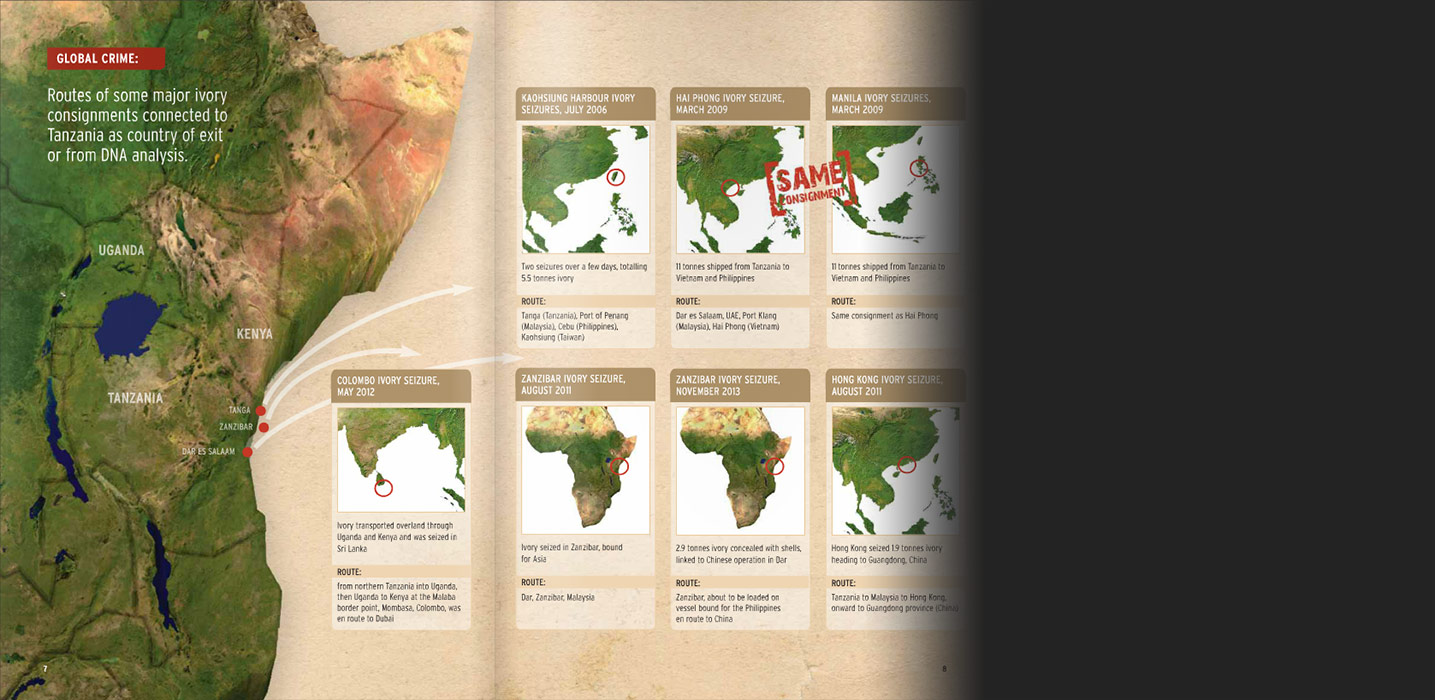 GLOBAL CRIME:
Routes of some major ivory
consignments connected to
Tanzania as country of exit
or from DNA analysis.
UGANDA
KENYA
TANZANIA
TANGA
ZANZIBAR
DAR ES SALAAM
COLOMBO IVORY SEIZURE,
MAY 2012
Ivory transported overland through
Uganda and Kenya and was seized in
Sri Lanka
ROUTE:
from northern Tanzania into Uganda,
then Uganda to Kenya at the Malaba
border point, Mombasa, Colombo, was
en route to Dubai
7
KAOHSIUNG HARBOUR IVORY
SEIZURES, JULY 2006
Two seizures over a few days, totalling
5.5 tonnes ivory
ROUTE:
Tanga (Tanzania), Port of Penang
(Malaysia), Cebu (Philippines),
Kaohsiung (Taiwan)
HAI PHONG IVORY SEIZURE,
MARCH 2009
SAME
CONSIGNMENT
11 tonnes shipped from Tanzania to
Vietnam and Philippines
ROUTE:
Dar es Salaam, UAE, Port Klang
(Malaysia), Hai Phong (Vietnam)
MANILA IVORY SEIZURES,
MARCH 2009
11 tonnes shipped from Tanzania to
Vietnam and Philippines
ROUTE:
Same consignment as Hai Phong
ZANZIBAR IVORY SEIZURE,
AUGUST 2011
Ivory seized in Zanzibar, bound
for Asia
ROUTE:
Dar, Zanzibar, Malaysia
ZANZIBAR IVORY SEIZURE,
NOVEMBER 2013
2.9 tonnes ivory concealed with shells,
linked to Chinese operation in Dar
ROUTE:
Zanzibar, about to be loaded on
vessel bound for the Philippines
en route to China
HONG KONG IVORY SEIZURE,
AUGUST 2011
Hong Kong seized 1.9 tonnes ivory
heading to Guangdong, China
ROUTE:
Tanzania to Malaysia to Hong Kong,
onward to Guangdong province (China)
8